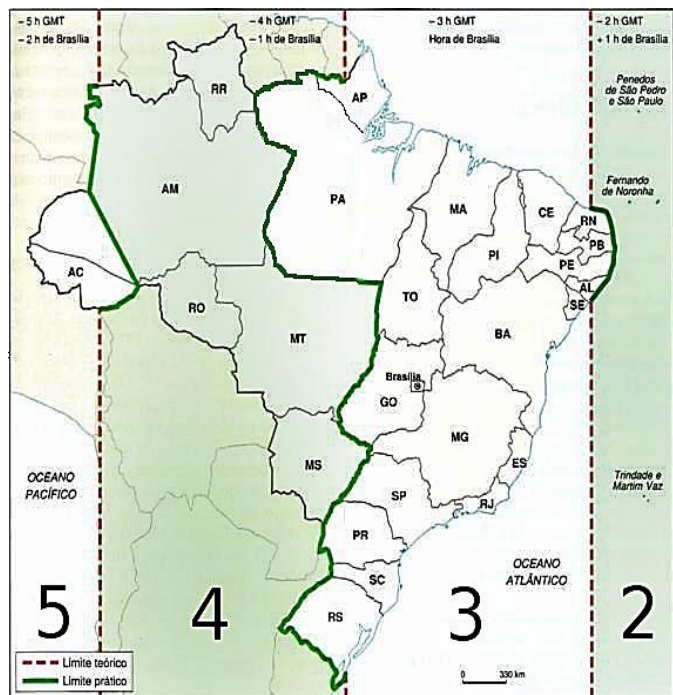 – 5 h GMT
– 2h de Brasília
– 4 h GMT
– 1h de Brasília
– 3 h GMT
Hora de Brasília
– 2 h GMT
+ 1 h de Brasília
Penedos
de São Pedro
e São Paulo
RR
AP
Fernando
de Noronha
AM
PA
MA
CE
RN
PB
PI
PE
AC
AL
SE
RO
TO
BA
MT
Brasília
GO
MG
MS
ES
OCEANO
PACÍFICO
Trindade e
Martim Vaz
SP
RJ
PR
OCEANO
ATLÂNTICO
SC
RS
5
4
3
2
Limite teórico
Limite prático
0 330 km